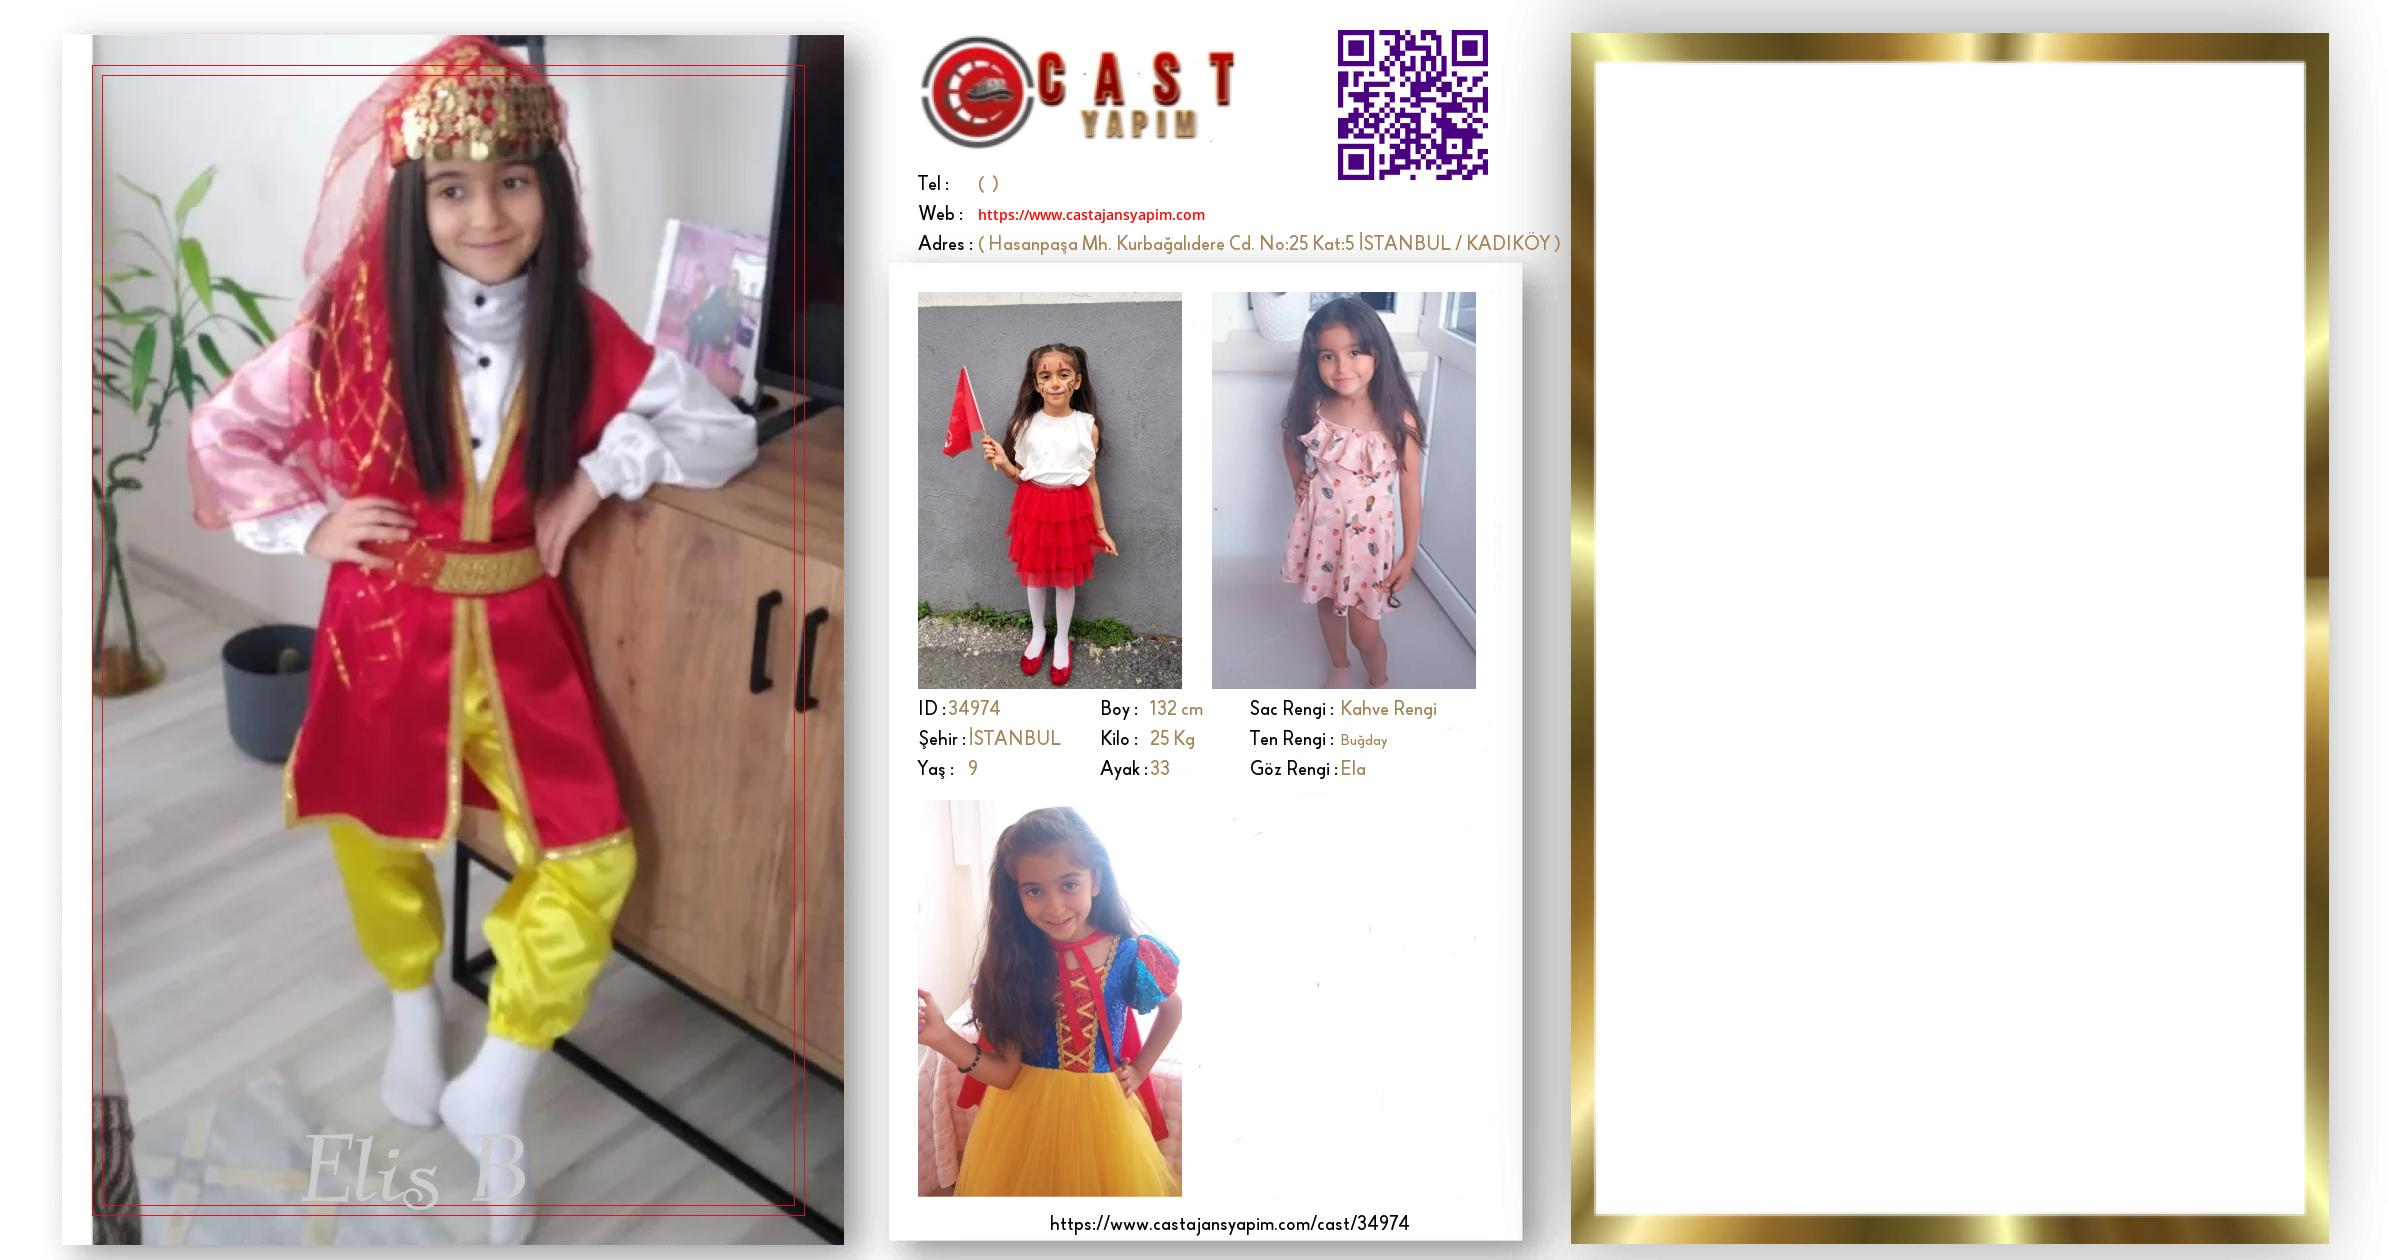 CAST
YAPIM
Tel : ( )
Web : https://www.castajansyapim.com
Adres : ( Hasanpaşa Mh. Kurbağalıdere Cd. No:25 Kat:5 İSTANBUL / KADIKÖY )
ID : 34974 Boy : 132 cm Sac Rengi : Kahve Rengi
Şehir : İSTANBUL Kilo : 25 Kg Ten Rengi : Buğday
Yaş : 9 Ayak : 33 Göz Rengi : Ela
Elis B
https://www.castajansyapim.com/cast/34974